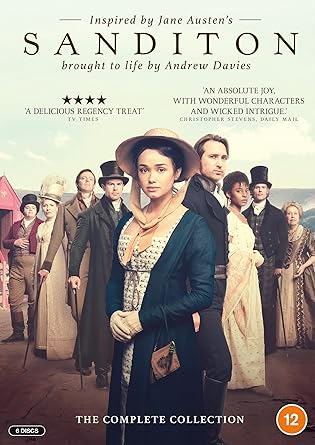 Inspired by Jane Austen's
SANDITON
brought to life by Andrew Davies
★★★★
'A DELICIOUS REGENCY TREAT'
TV TIMES
'AN ABSOLUTE JOY,
WITH WONDERFUL CHARACTERS
AND WICKED INTRIGUE.'
CHRISTOPHER STEVENS, DAILY MAIL
6 DISCS
THE COMPLETE COLLECTION
12